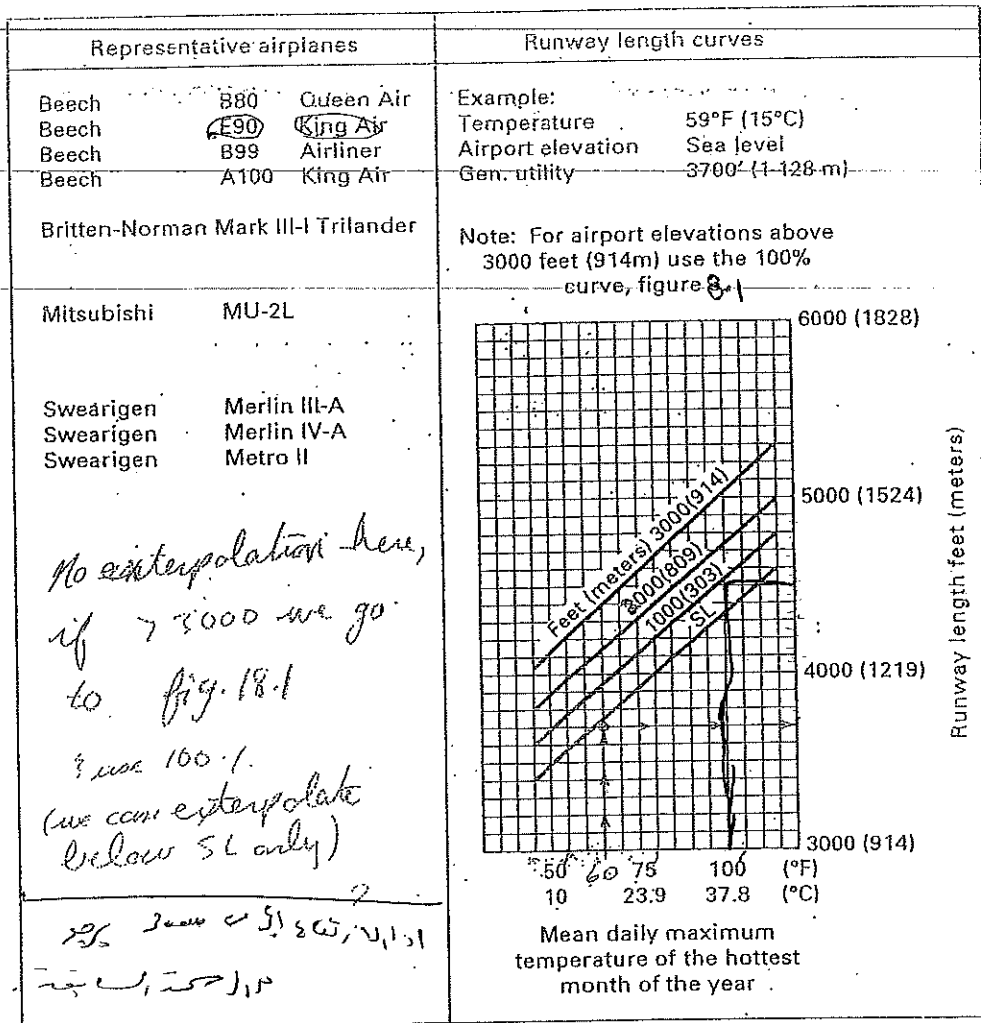 Representative airplanes
Beech B80 Queen Air
Beech E90 King Air
Beech B99 Airliner
Beech A100 King Air
Britten-Norman Mark III-I Trilander
Mitsubishi MU-2L
Swearigen Merlin III-A
Swearigen Merlin IV-A
Swearigen Metro II
No exterpolation here,
if > 3000 we go
to fig. 18.1
& use 100 %
(we can exterpolate
below SL only)
Runway length curves
Example:
Temperature 59°F (15°C)
Airport elevation Sea level
Gen. utility 3700' (1-128-m)
Note: For airport elevations above
3000 feet (914m) use the 100%
curve, figure 8.1
6000 (1828)
5000 (1524)
4000 (1219)
3000 (914)
Runway length feet (meters)
Feet (meters) 3000(914)
2000(809)
1000(303)
SL
50 60 75 100 (°F)
10 23.9 37.8 (°C)
Mean daily maximum
temperature of the hottest
month of the year